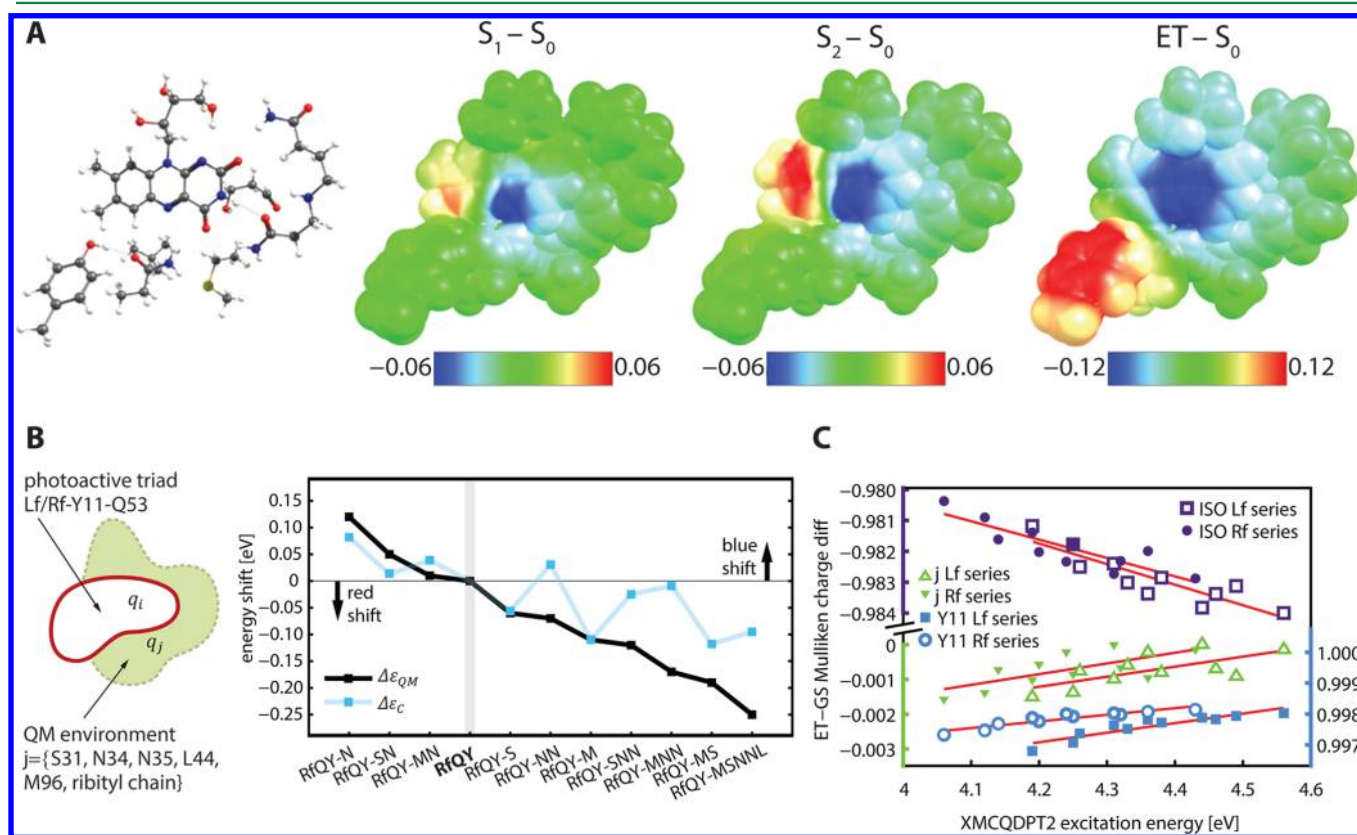 A
S₁ – S₀
S₂ – S₀
ET – S₀
−0.06
0.06
−0.06
0.06
−0.12
0.12
B
photoactive triad
Lf/Rf-Y11-Q53
qᵢ
qⱼ
QM environment
j={S31, N34, N35, L44,
M96, ribityl chain}
energy shift [eV]
0.15
0.10
0.05
0
−0.05
−0.10
−0.15
−0.20
−0.25
red
shift
blue
shift
Δε_QM
Δε_C
RfQY-N
RfQY-SN
RfQY-MN
RfQY
RfQY-S
RfQY-NN
RfQY-M
RfQY-SNN
RfQY-MNN
RfQY-MS
RfQY-MSNNL
C
ET−GS Mulliken charge diff
−0.980
−0.981
−0.982
−0.983
−0.984
0
−0.001
−0.002
−0.003
ISO Lf series
ISO Rf series
j Lf series
j Rf series
Y11 Lf series
Y11 Rf series
1.000
0.999
0.998
0.997
4
4.1
4.2
4.3
4.4
4.5
4.6
XMCQDPT2 excitation energy [eV]